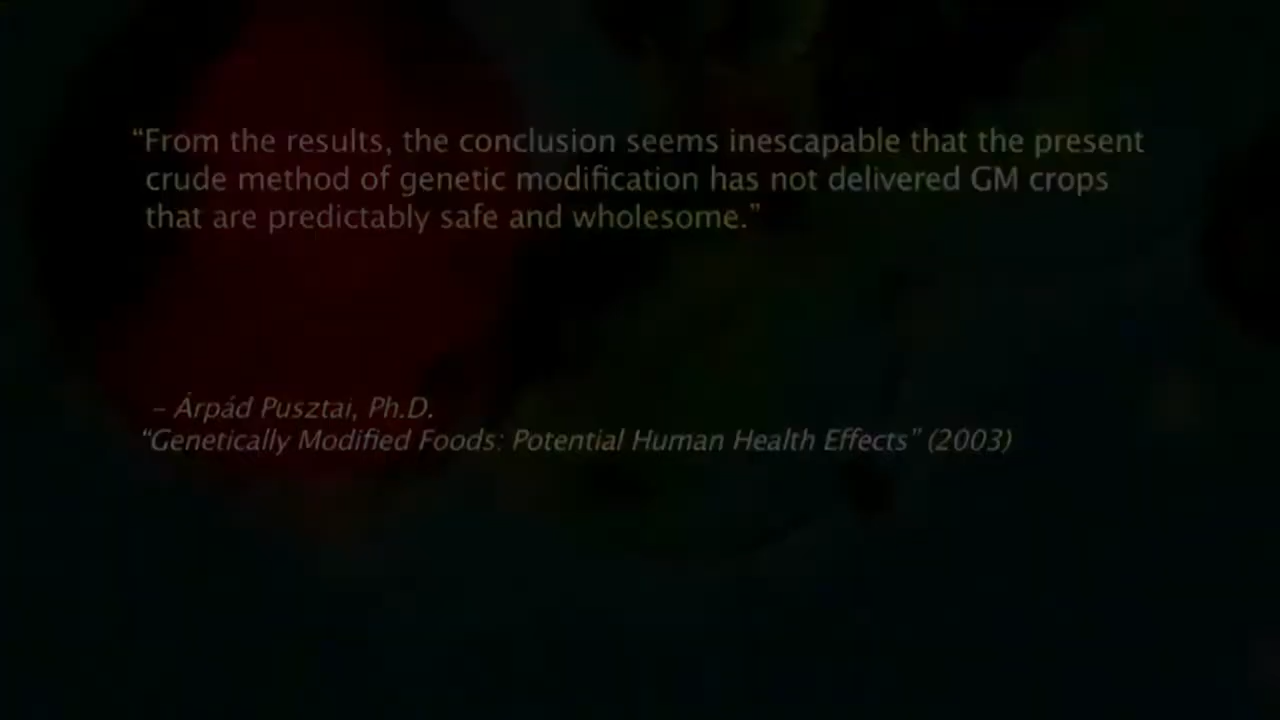 “From the results, the conclusion seems inescapable that the present
crude method of genetic modification has not delivered GM crops
that are predictably safe and wholesome.”
– Árpád Pusztai, Ph.D.
“Genetically Modified Foods: Potential Human Health Effects” (2003)